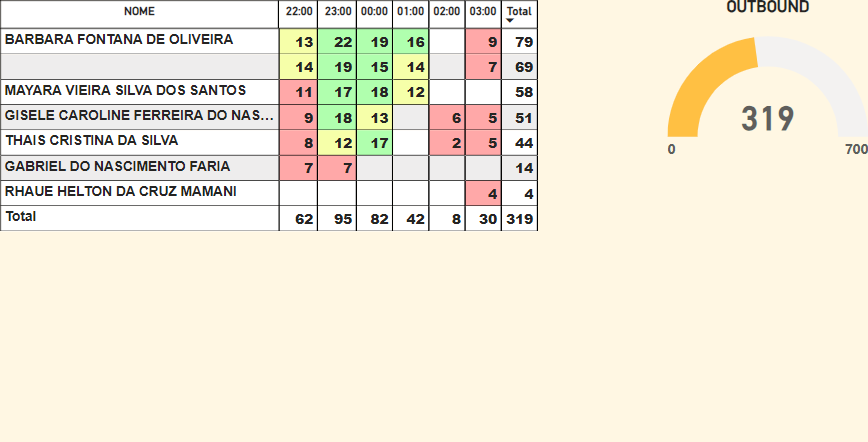 NOME 22:00 23:00 00:00 01:00 02:00 03:00 Total
BARBARA FONTANA DE OLIVEIRA 13 22 19 16 9 79
14 19 15 14 7 69
MAYARA VIEIRA SILVA DOS SANTOS 11 17 18 12 58
GISELE CAROLINE FERREIRA DO NAS... 9 18 13 6 5 51
THAIS CRISTINA DA SILVA 8 12 17 2 5 44
GABRIEL DO NASCIMENTO FARIA 7 7 14
RHAUE HELTON DA CRUZ MAMANI 4 4
Total 62 95 82 42 8 30 319
OUTBOUND
319
0 700